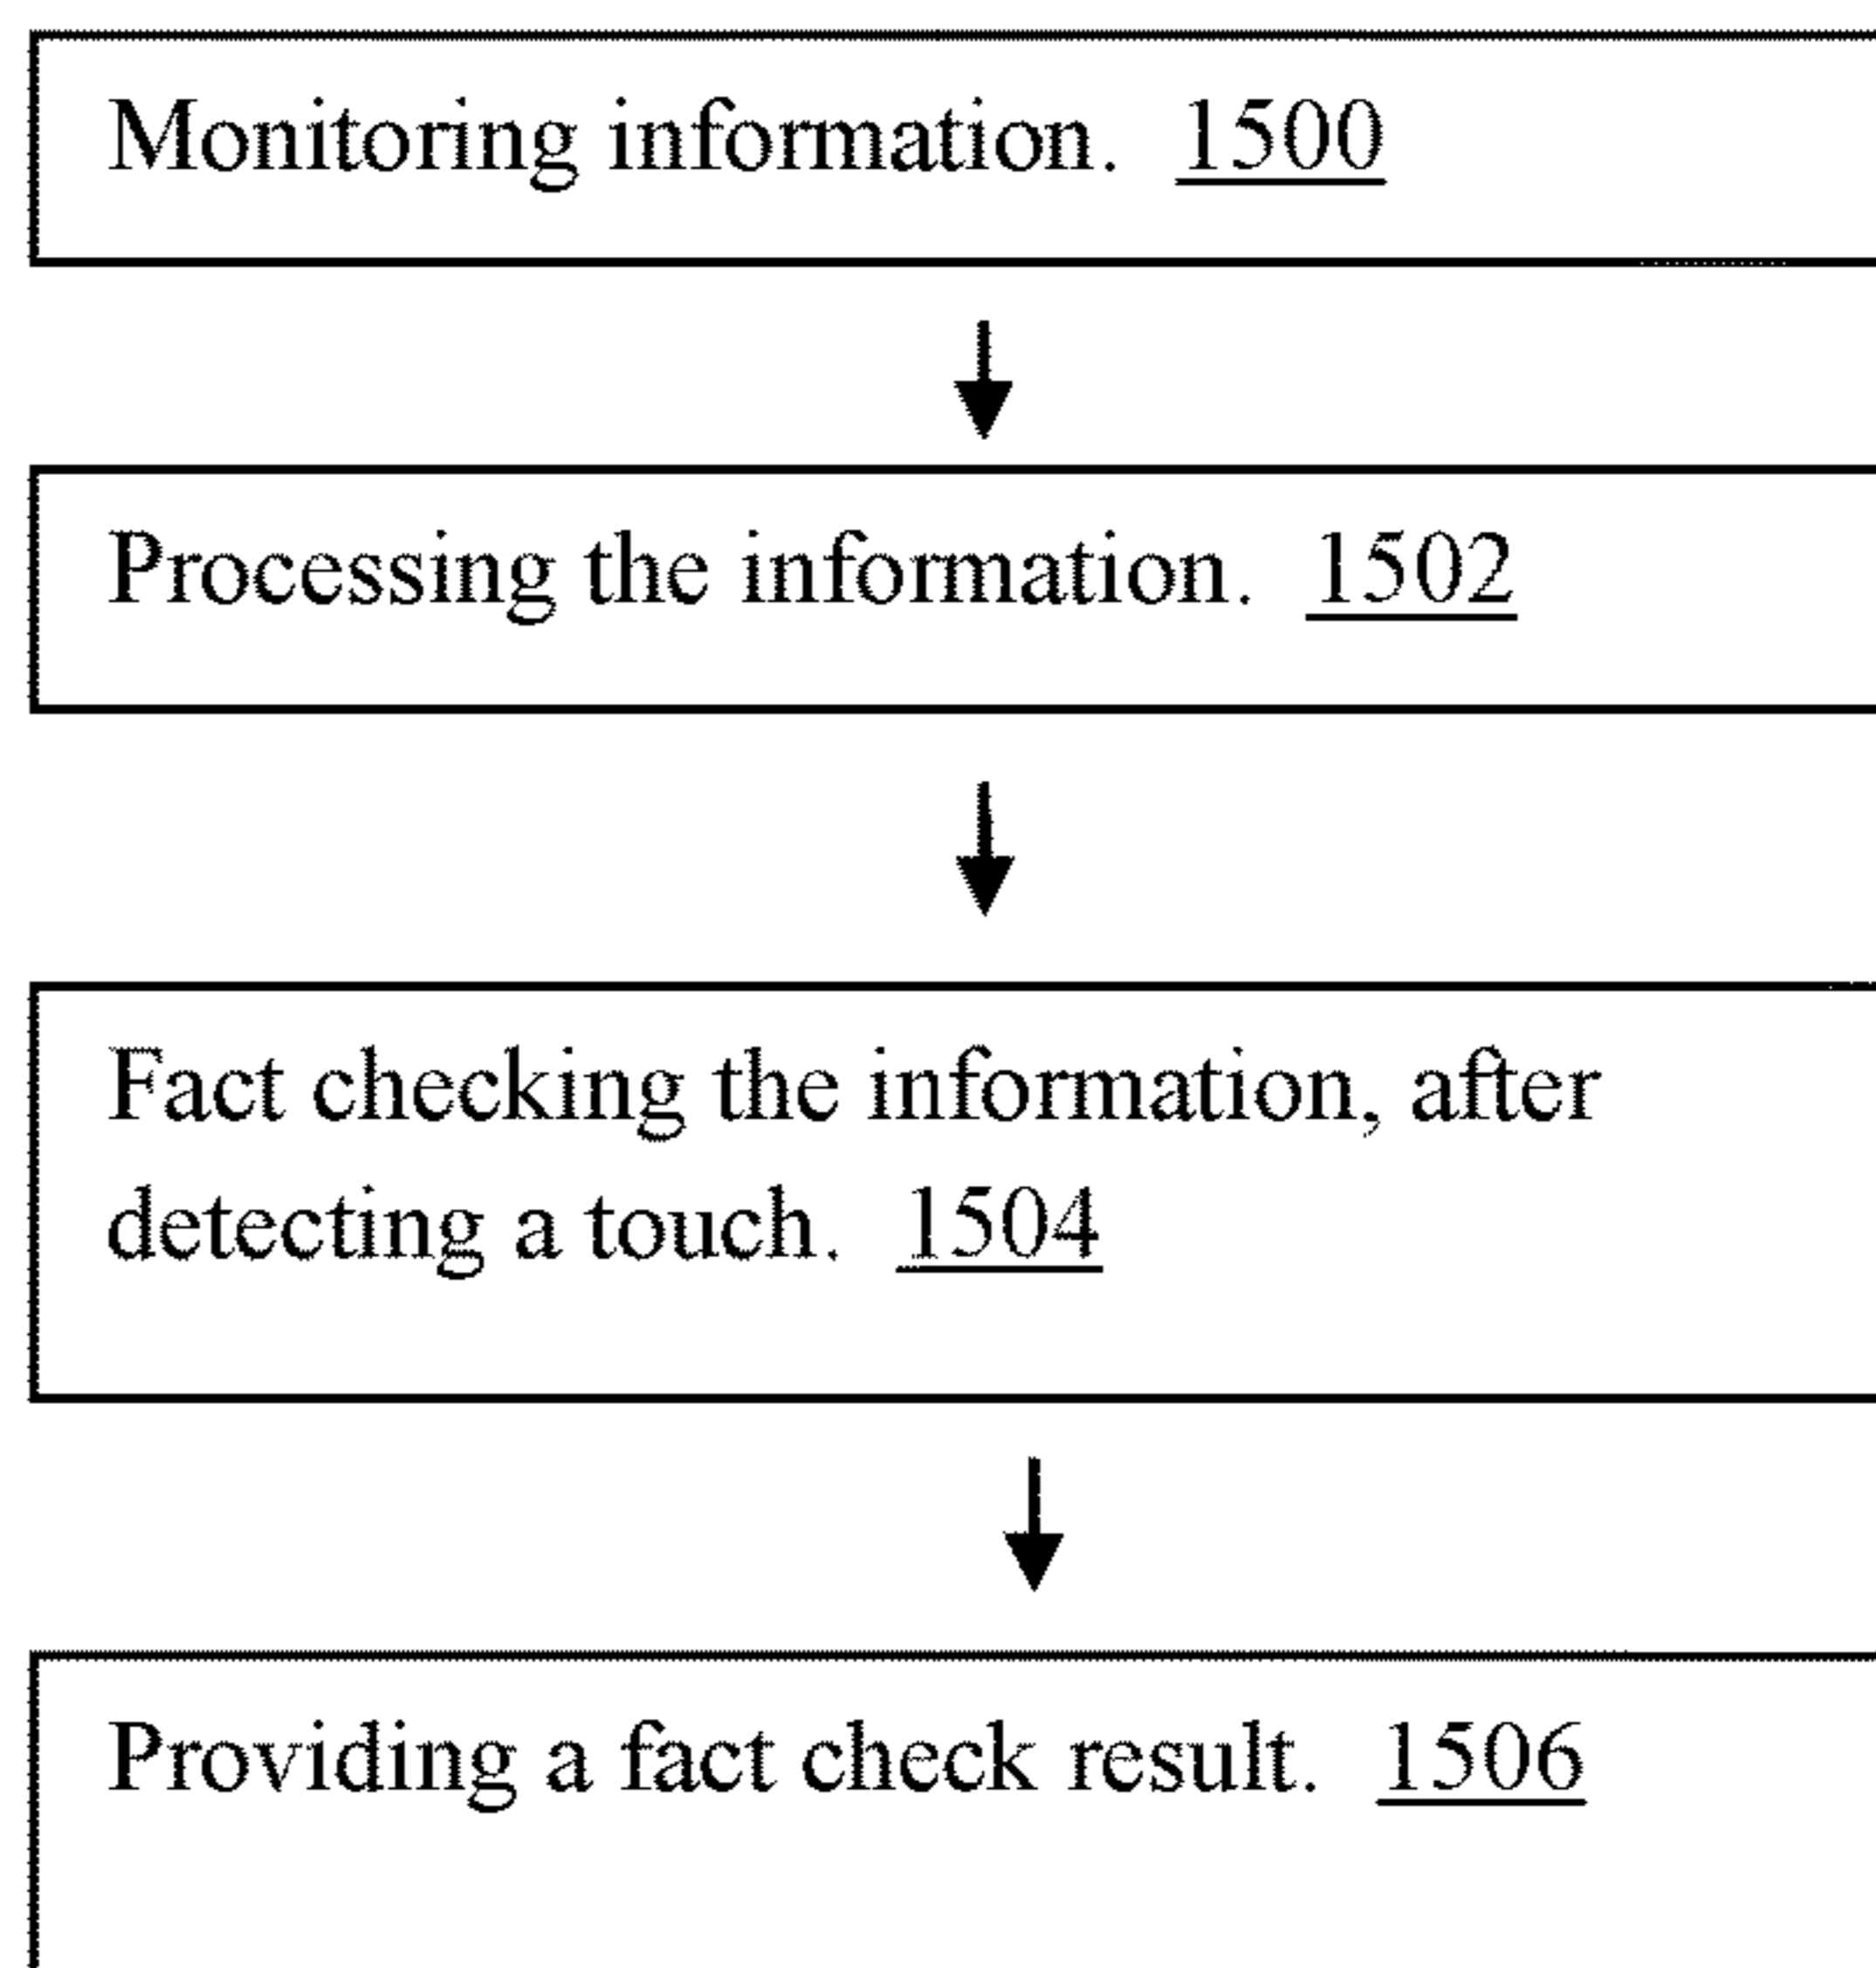 Monitoring information. 1500
Processing the information. 1502
Fact checking the information, after
detecting a touch. 1504
Providing a fact check result. 1506